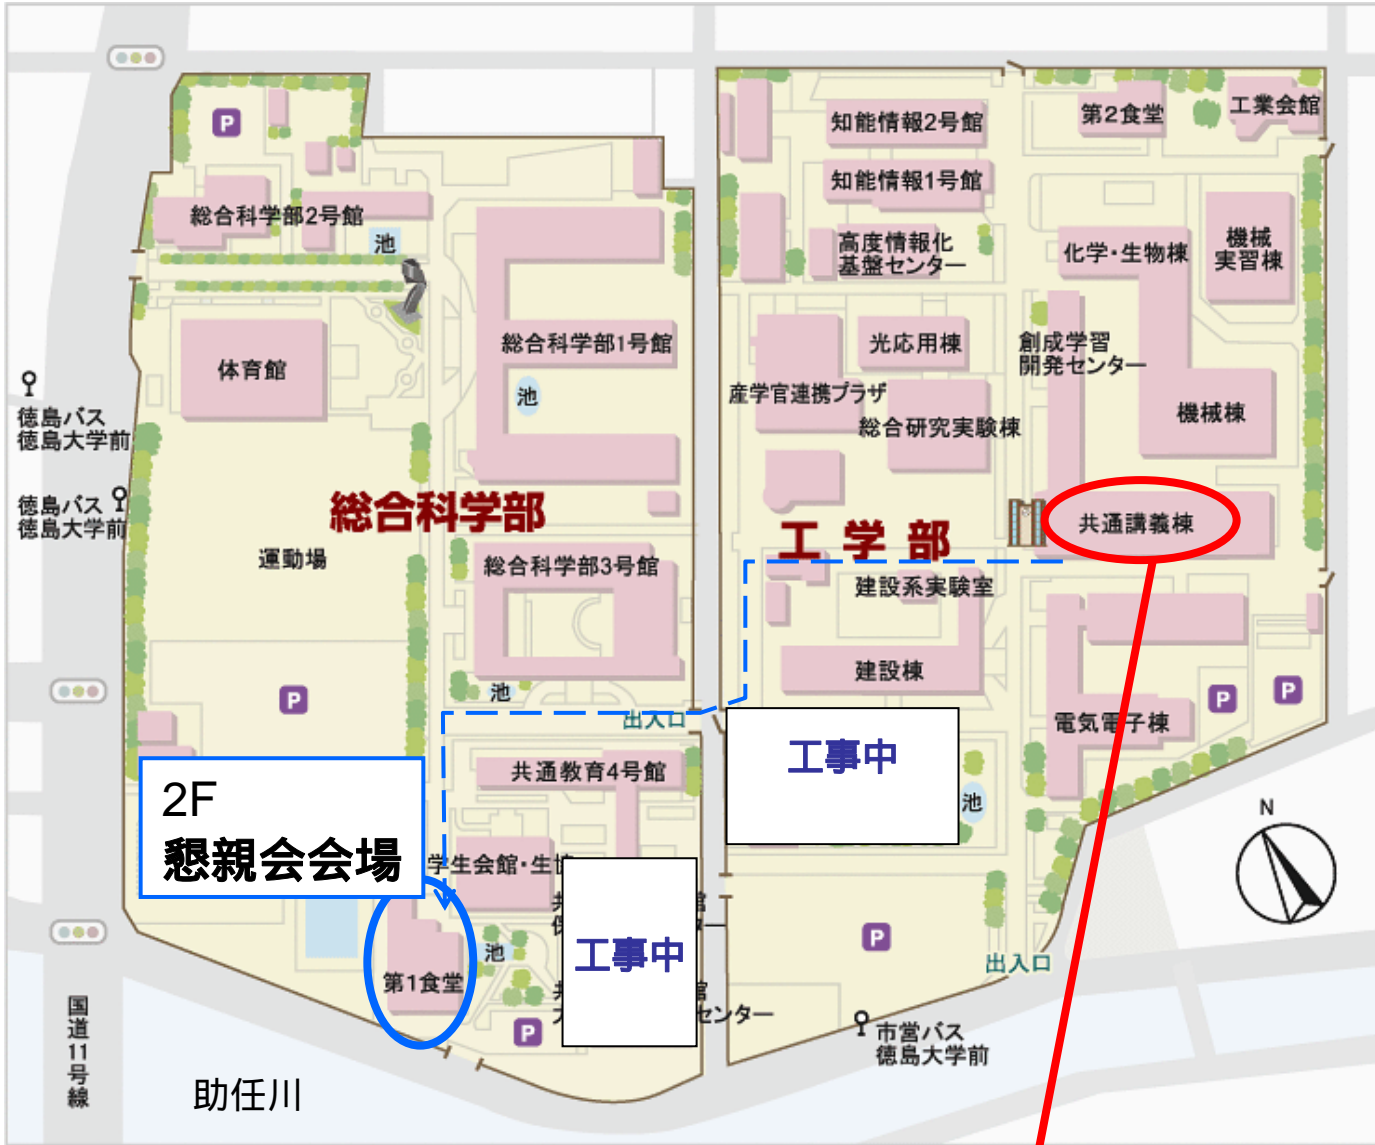 P
知能情報2号館
第2食堂
工業会館
知能情報1号館
総合科学部2号館
池
高度情報化
基盤センター
化学・生物棟
機械
実習棟
総合科学部1号館
光応用棟
創成学習
開発センター
体育館
池
産学官連携プラザ
総合研究実験棟
機械棟
徳島バス
徳島大学前
徳島バス
徳島大学前
総合科学部
工学部
共通講義棟
運動場
総合科学部3号館
建設系実験室
建設棟
P
池
出入口
P
P
電気電子棟
工事中
共通教育4号館
2F
懇親会会場
池
N
学生会館・生協
工事中
P
池
出入口
第1食堂
P
センター
市営バス
徳島大学前
国道11号線
助任川